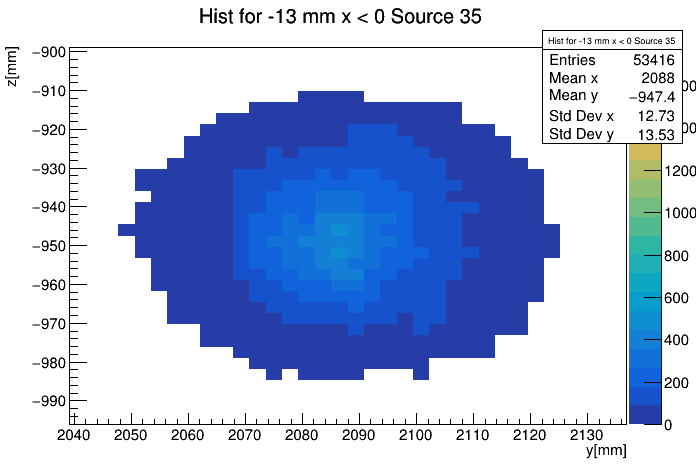 Hist for -13 mm x < 0 Source 35
z[mm]
−900
−910
−920
−930
−940
−950
−960
−970
−980
−990
2040 2050 2060 2070 2080 2090 2100 2110 2120 2130
y[mm]
Hist for -13 mm x < 0 Source 35
Entries 53416
Mean x 2088
Mean y −947.4
Std Dev x 12.73
Std Dev y 13.53
1200
1000
800
600
400
200
0